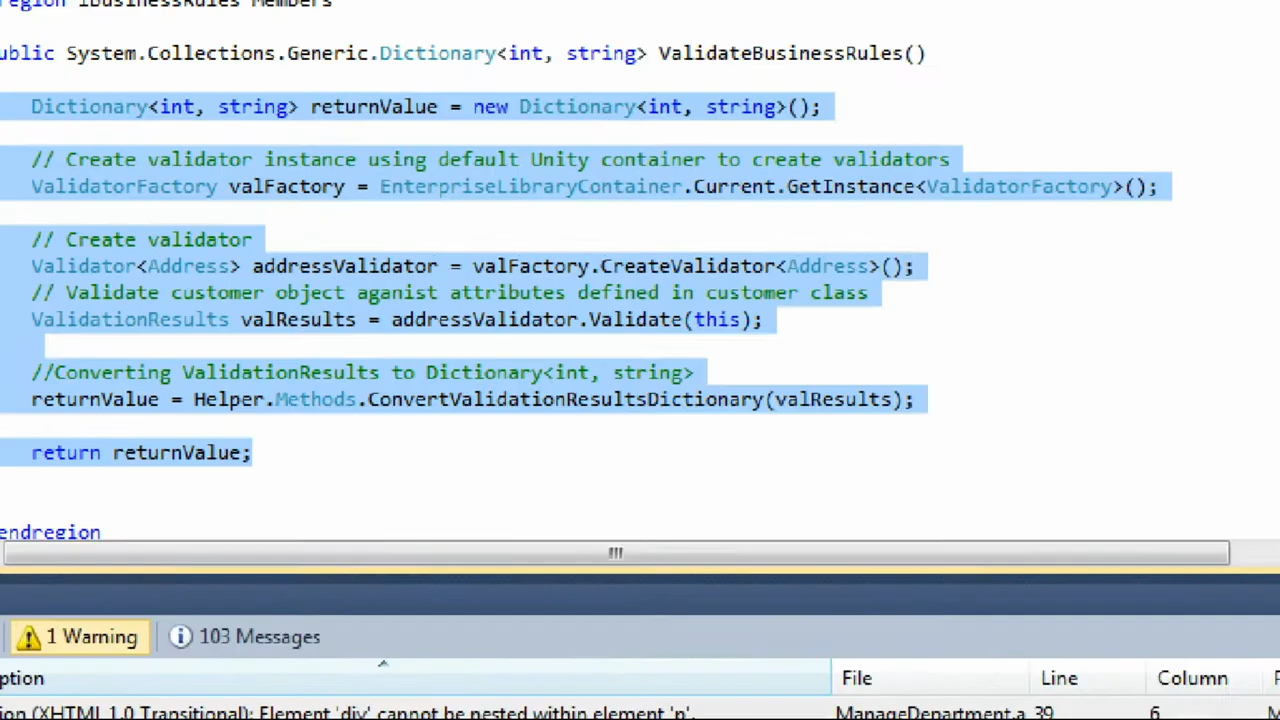 region IBusinessRules Members
ublic System.Collections.Generic.Dictionary<int, string> ValidateBusinessRules()
Dictionary<int, string> returnValue = new Dictionary<int, string>();
// Create validator instance using default Unity container to create validators
ValidatorFactory valFactory = EnterpriseLibraryContainer.Current.GetInstance<ValidatorFactory>();
// Create validator
Validator<Address> addressValidator = valFactory.CreateValidator<Address>();
// Validate customer object aganist attributes defined in customer class
ValidationResults valResults = addressValidator.Validate(this);
//Converting ValidationResults to Dictionary<int, string>
returnValue = Helper.Methods.ConvertValidationResultsDictionary(valResults);
return returnValue;
endregion
1 Warning 103 Messages
ption File Line Column
ion (XHTML 1.0 Transitional): Element 'div' cannot be nested within element 'p'. ManageDepartment.a 39 6